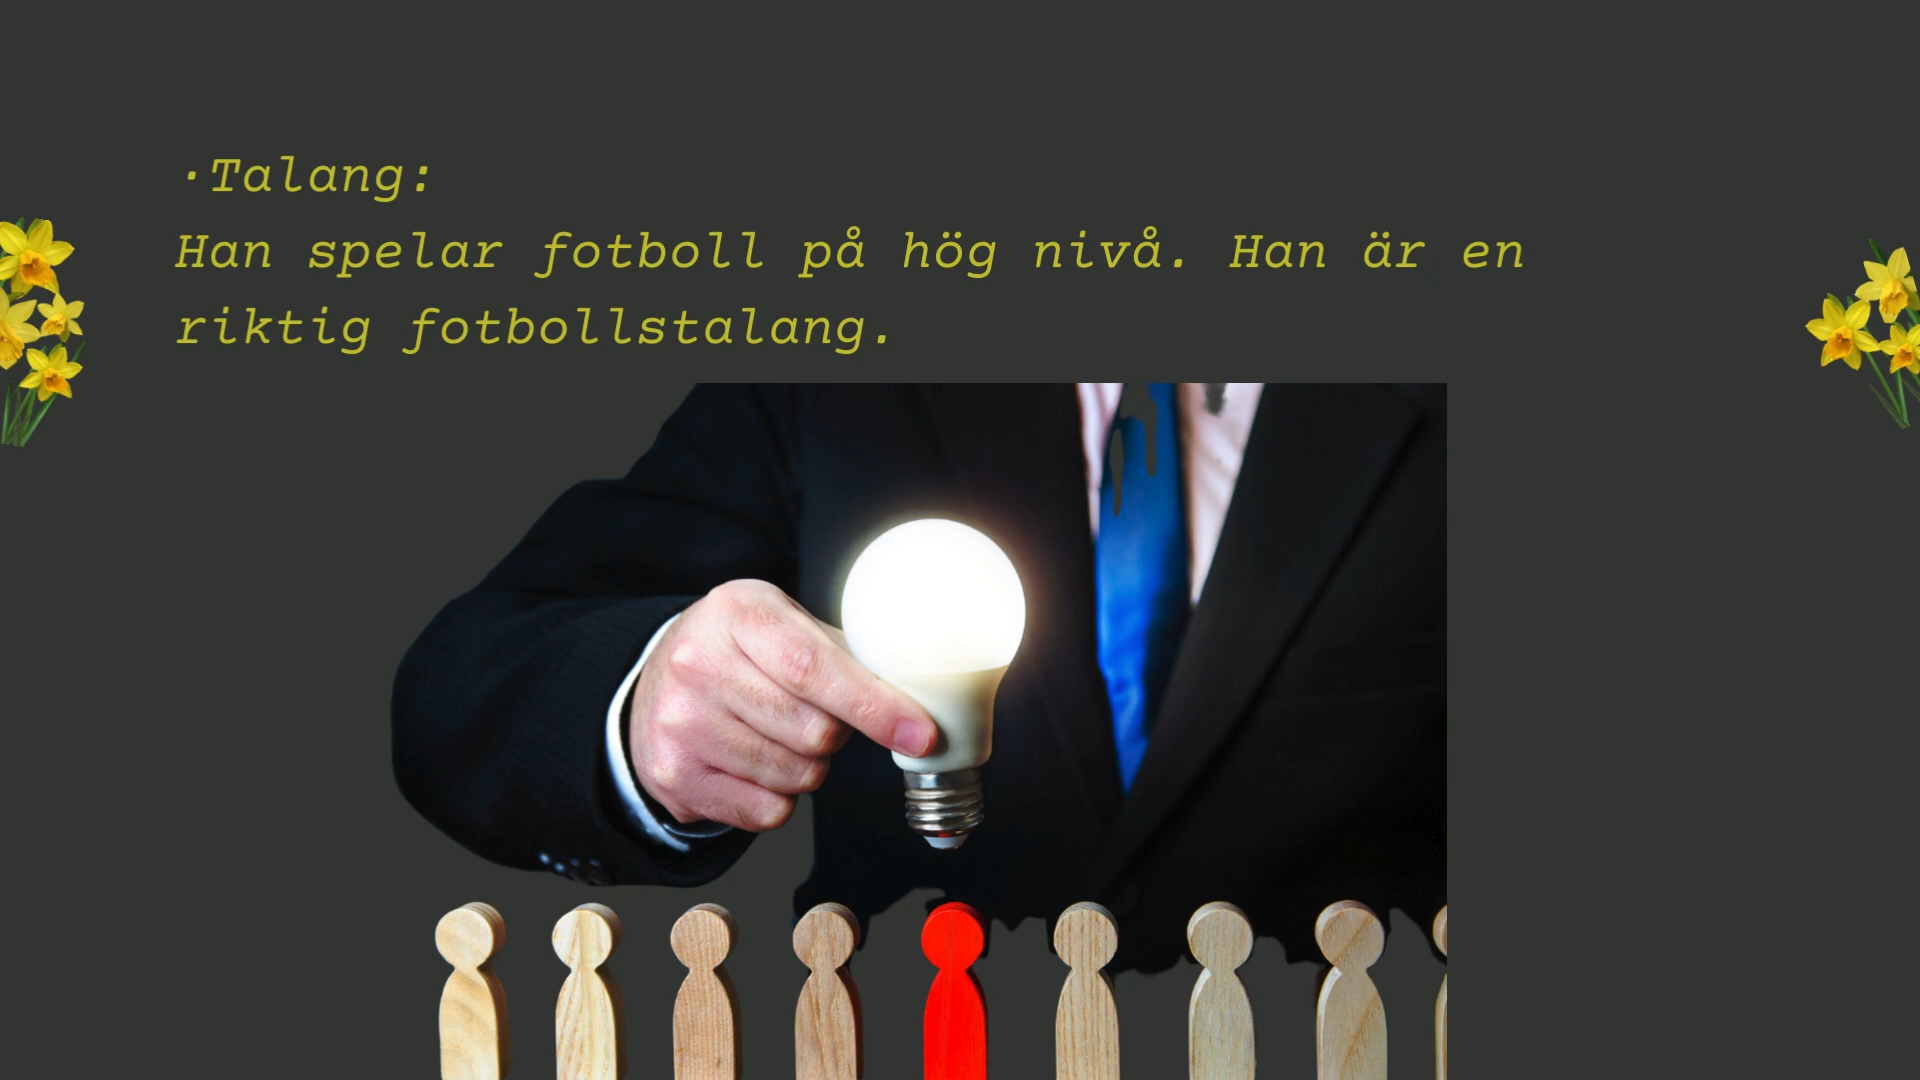 ·Talang:
Han spelar fotboll på hög nivå. Han är en
riktig fotbollstalang.